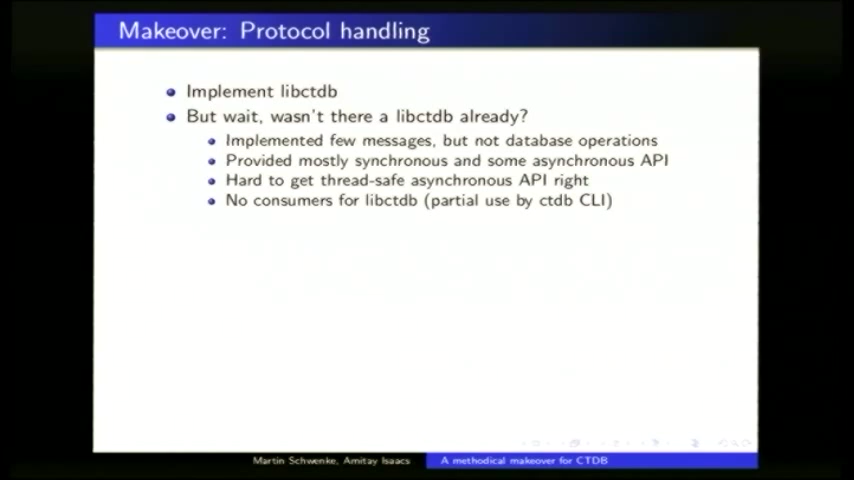 Makeover: Protocol handling
Implement libctdb
But wait, wasn't there a libctdb already?
Implemented few messages, but not database operations
Provided mostly synchronous and some asynchronous API
Hard to get thread-safe asynchronous API right
No consumers for libctdb (partial use by ctdb CLI)
Martin Schwenke, Amitay Isaacs
A methodical makeover for CTDB